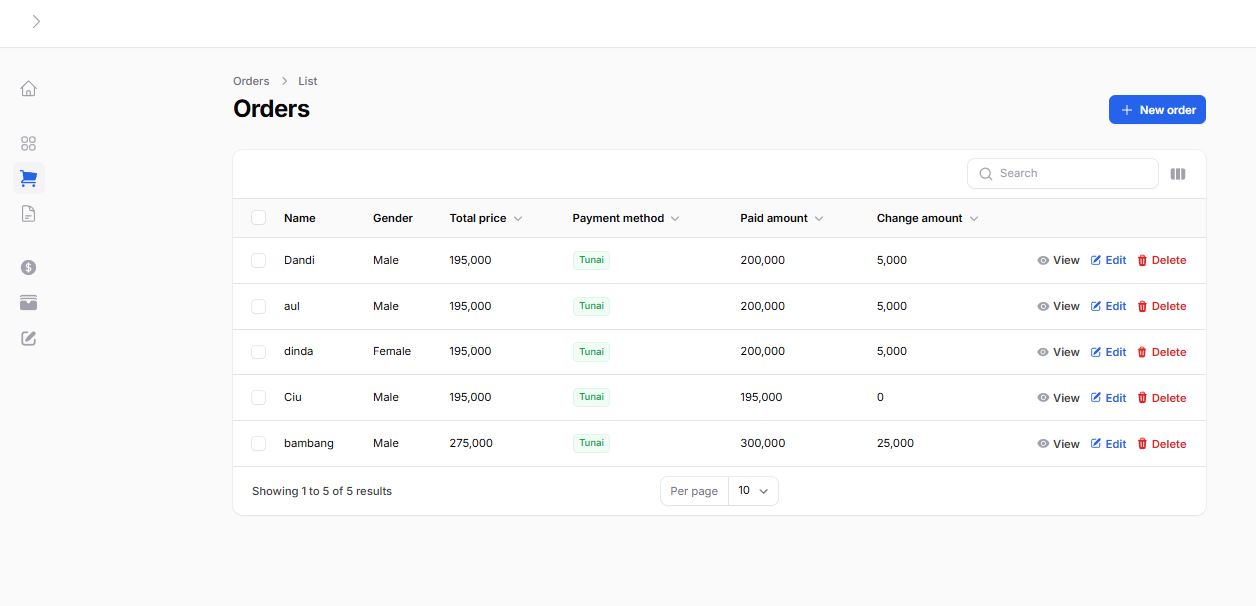 Orders List
Orders
+ New order
Search
Name Gender Total price Payment method Paid amount Change amount
Dandi Male 195,000 Tunai 200,000 5,000 View Edit Delete
aul Male 195,000 Tunai 200,000 5,000 View Edit Delete
dinda Female 195,000 Tunai 200,000 5,000 View Edit Delete
Ciu Male 195,000 Tunai 195,000 0 View Edit Delete
bambang Male 275,000 Tunai 300,000 25,000 View Edit Delete
Showing 1 to 5 of 5 results Per page 10